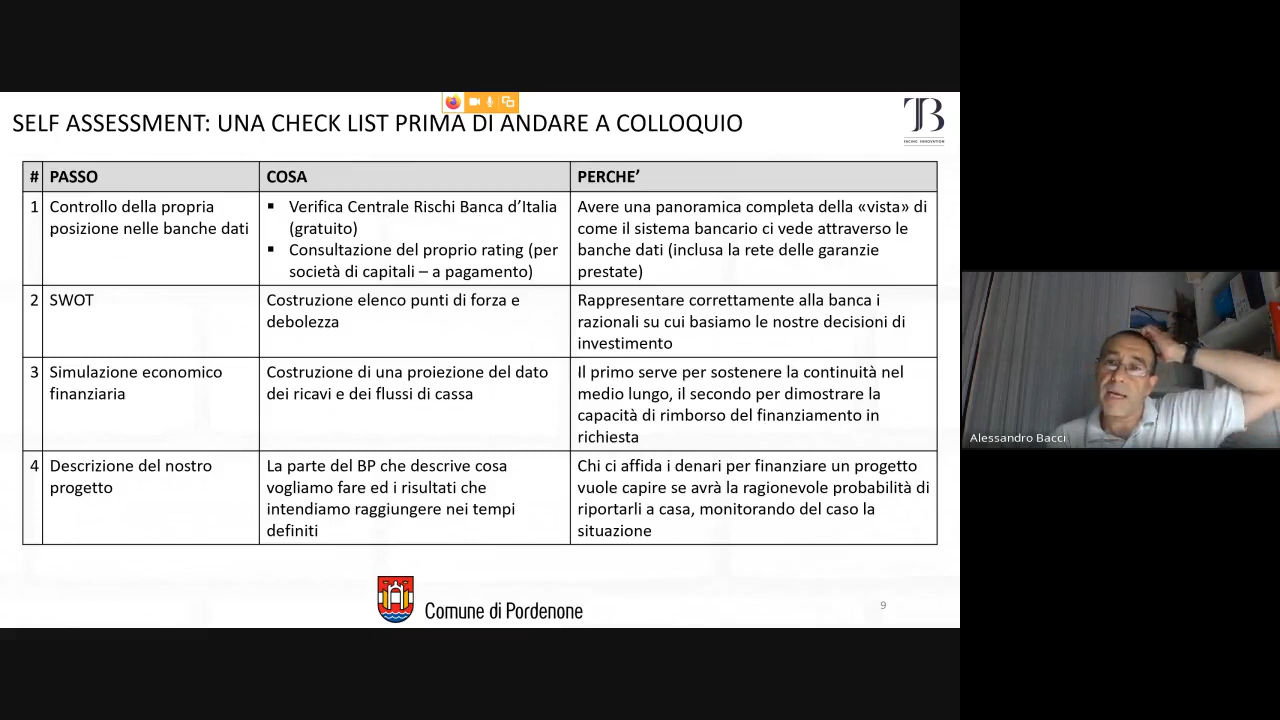 SELF ASSESSMENT: UNA CHECK LIST PRIMA DI ANDARE A COLLOQUIO
TB
FACING INNOVATION
# PASSO COSA PERCHE’
1 Controllo della propria
posizione nelle banche dati
▪ Verifica Centrale Rischi Banca d’Italia
(gratuito)
▪ Consultazione del proprio rating (per
società di capitali – a pagamento)
Avere una panoramica completa della «vista» di
come il sistema bancario ci vede attraverso le
banche dati (inclusa la rete delle garanzie
prestate)
2 SWOT
Costruzione elenco punti di forza e
debolezza
Rappresentare correttamente alla banca i
razionali su cui basiamo le nostre decisioni di
investimento
3 Simulazione economico
finanziaria
Costruzione di una proiezione del dato
dei ricavi e dei flussi di cassa
Il primo serve per sostenere la continuità nel
medio lungo, il secondo per dimostrare la
capacità di rimborso del finanziamento in
richiesta
4 Descrizione del nostro
progetto
La parte del BP che descrive cosa
vogliamo fare ed i risultati che
intendiamo raggiungere nei tempi
definiti
Chi ci affida i denari per finanziare un progetto
vuole capire se avrà la ragionevole probabilità di
riportarli a casa, monitorando del caso la
situazione
Comune di Pordenone
9
Alessandro Bacci